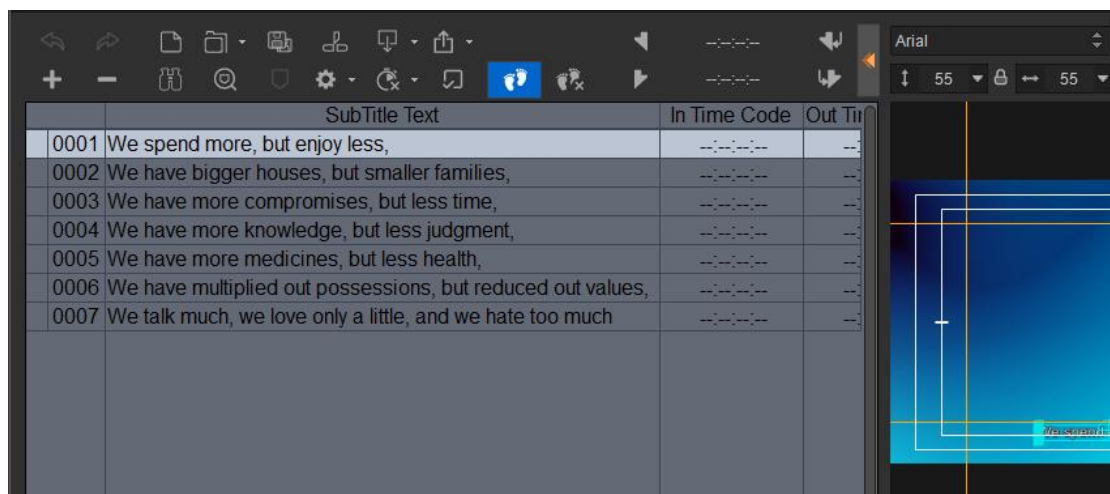 --:--:--:-- Arial
--:--:--:-- 55 55
SubTitle Text In Time Code Out Tir
0001 We spend more, but enjoy less, --:--:--:-- --:
0002 We have bigger houses, but smaller families, --:--:--:-- --:
0003 We have more compromises, but less time, --:--:--:-- --:
0004 We have more knowledge, but less judgment, --:--:--:-- --:
0005 We have more medicines, but less health, --:--:--:-- --:
0006 We have multiplied out possessions, but reduced out values, --:--:--:-- --:
0007 We talk much, we love only a little, and we hate too much --:--:--:-- --:
We spend